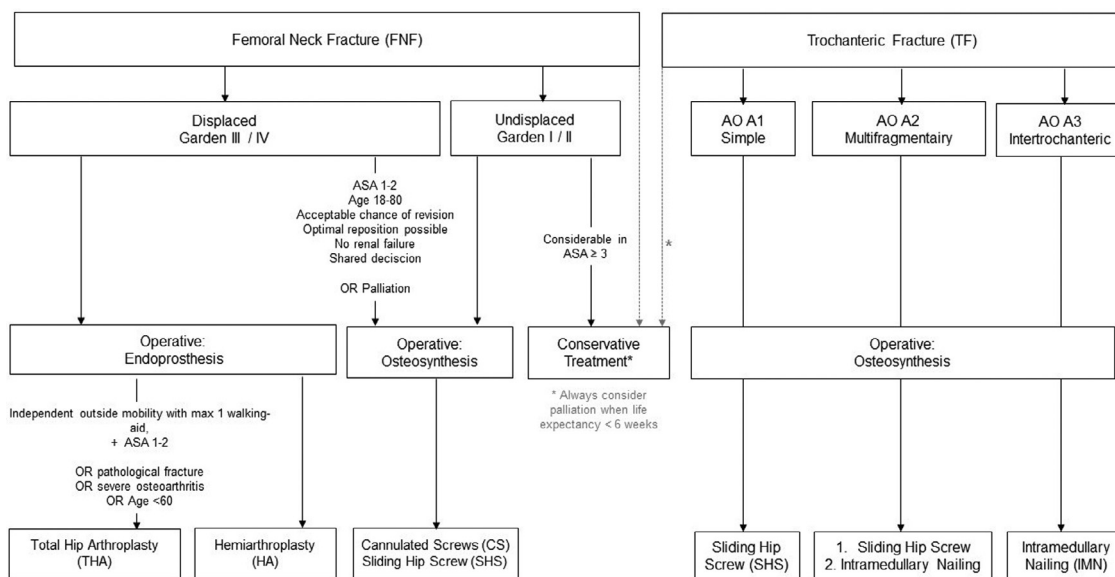 Femoral Neck Fracture (FNF)
Trochanteric Fracture (TF)
Displaced
Garden III / IV
Undisplaced
Garden I / II
AO A1
Simple
AO A2
Multifragmentairy
AO A3
Intertrochanteric
ASA 1-2
Age 18-80
Acceptable chance of revision
Optimal reposition possible
No renal failure
Shared deciscion
OR Palliation
Considerable in
ASA ≥ 3
*
Operative:
Endoprosthesis
Operative:
Osteosynthesis
Conservative
Treatment*
Operative:
Osteosynthesis
* Always consider
palliation when life
expectancy < 6 weeks
Independent outside mobility with max 1 walking-
aid,
+ ASA 1-2
OR pathological fracture
OR severe osteoarthritis
OR Age <60
Total Hip Arthroplasty
(THA)
Hemiarthroplasty
(HA)
Cannulated Screws (CS)
Sliding Hip Screw (SHS)
Sliding Hip
Screw (SHS)
1. Sliding Hip Screw
2. Intramedullary Nailing
Intramedullary
Nailing (IMN)